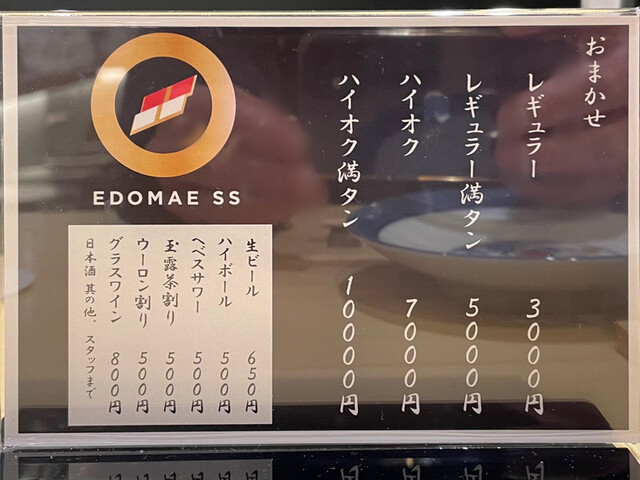 おまかせ
レギュラー 3000円
レギュラー満タン 5000円
ハイオク 7000円
ハイオク満タン 10000円
EDOMAE SS
生ビール 650円
ハイボール 500円
へベスサワー 500円
玉露茶割り 500円
ウーロン割り 500円
グラスワイン 800円
日本酒 其の他、スタッフまで